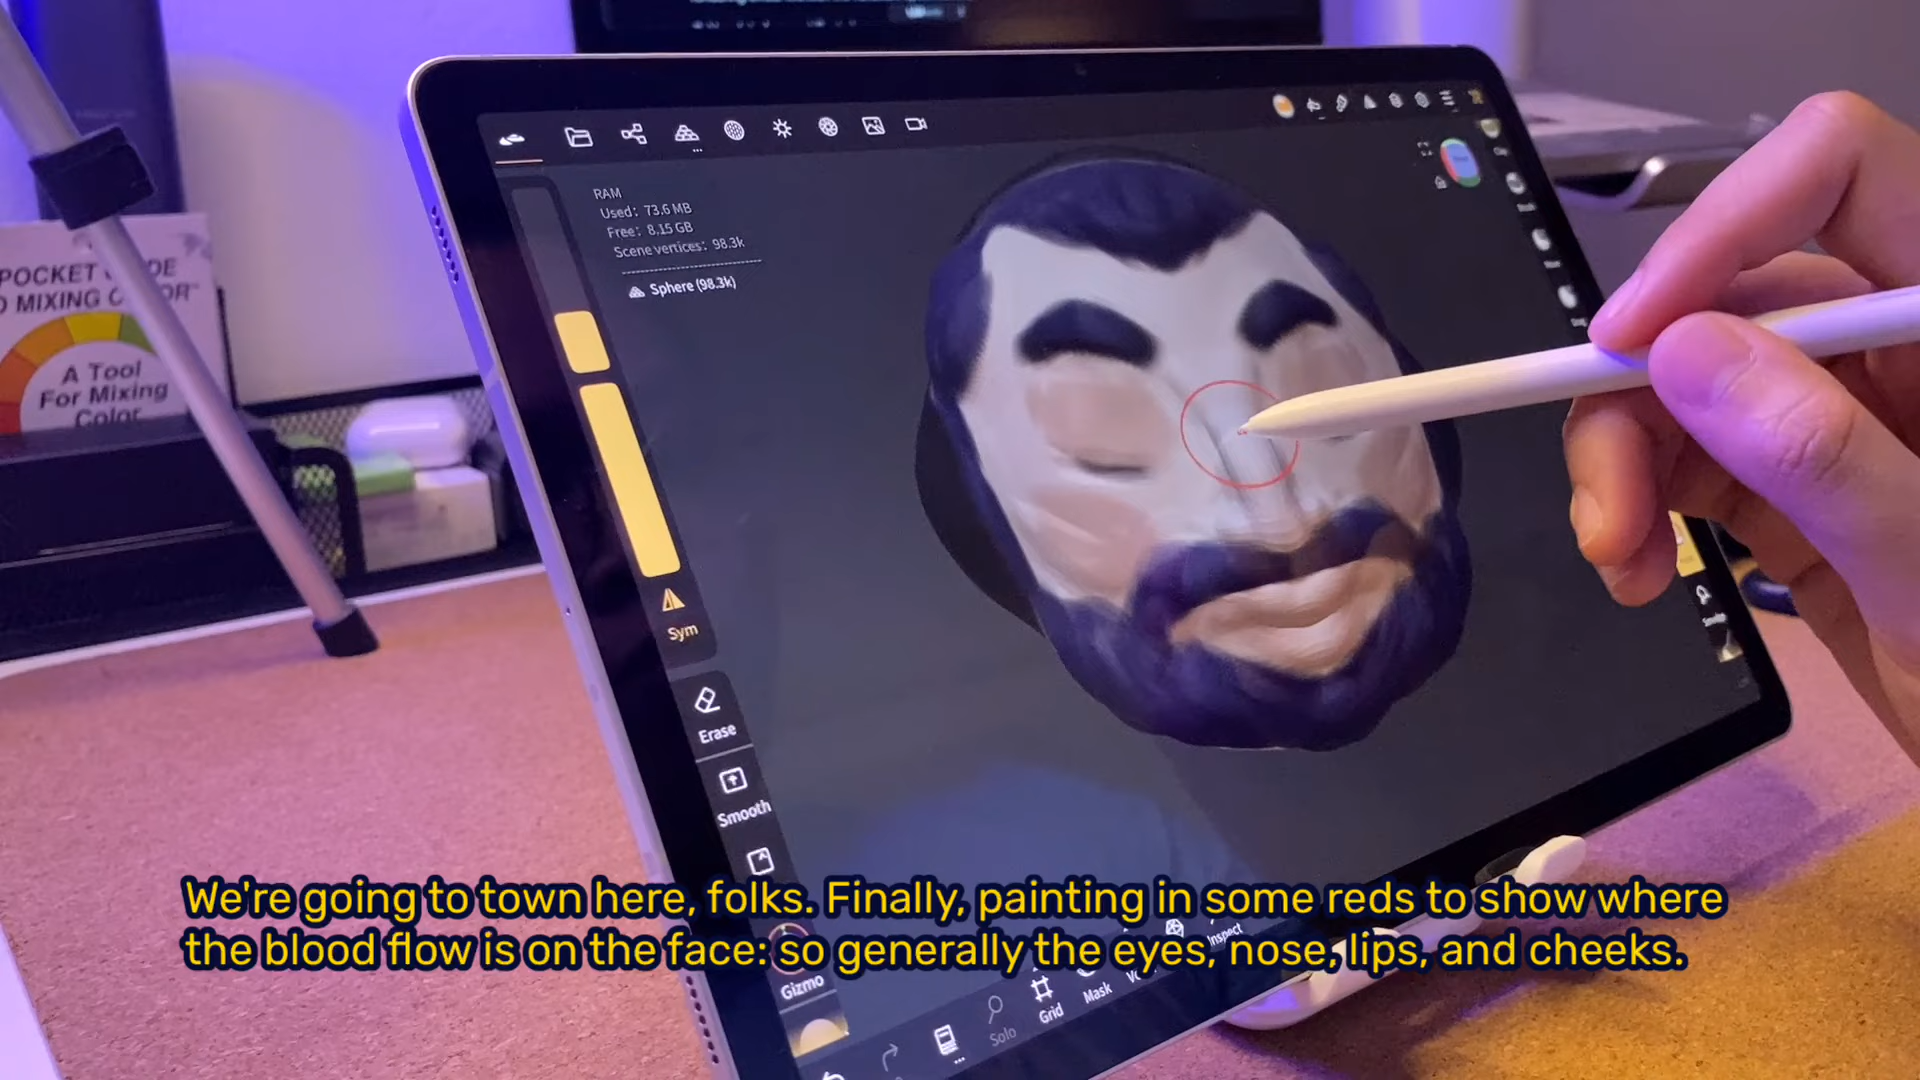 RAM
Used: 73.6 MB
Free: 8.15 GB
Scene vertices: 98.3k
Sphere (98.3k)
A Tool
For Mixing
Color
Sym
Erase
Smooth
We're going to town here, folks. Finally, painting in some reds to show where
the blood flow is on the face: so generally the eyes, nose, lips, and cheeks.
Inspect
Gizmo
Mask
Grid
Solo